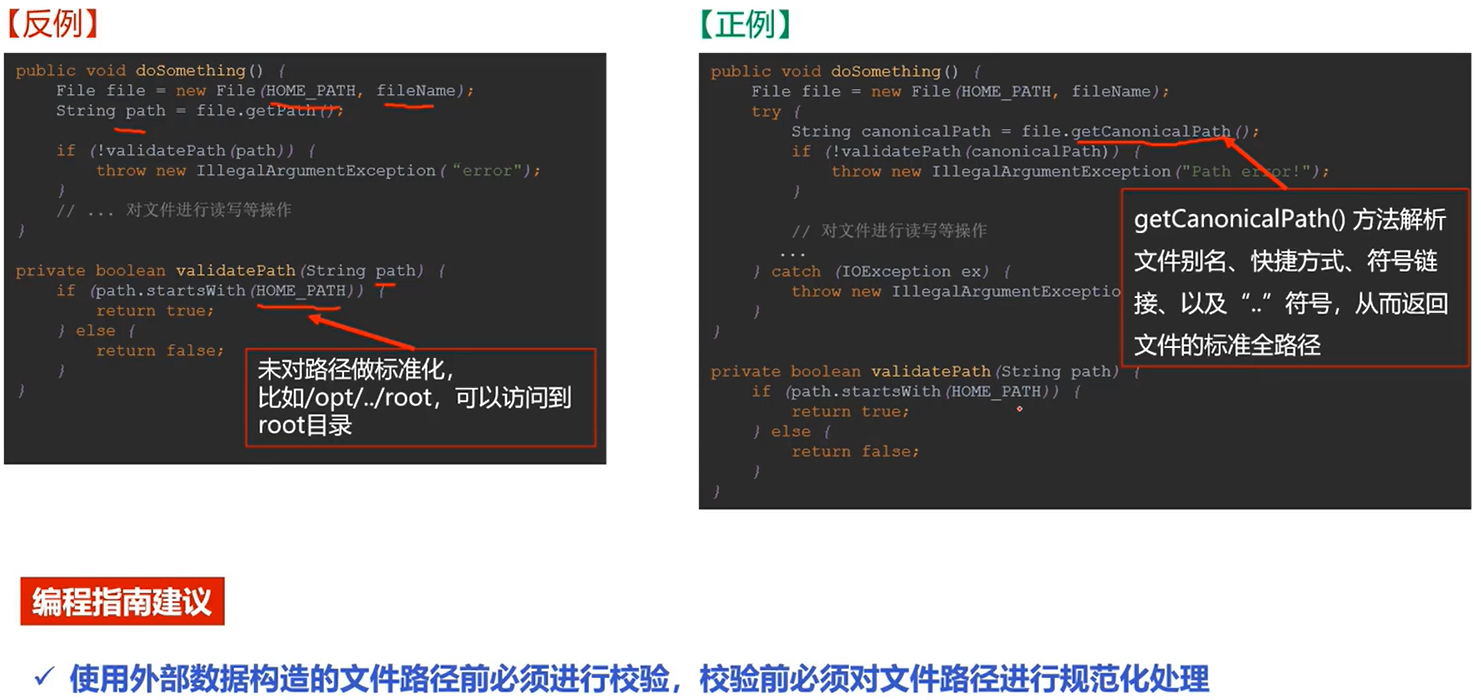 【反例】
public void doSomething() {
File file = new File(HOME_PATH, fileName);
String path = file.getPath();
if (!validatePath(path)) {
throw new IllegalArgumentException(“error");
}
// ... 对文件进行读写等操作
}
private boolean validatePath(String path) {
if (path.startsWith(HOME_PATH)) {
return true;
} else {
return false;
}
}
未对路径做标准化，
比如/opt/../root，可以访问到
root目录
【正例】
public void doSomething() {
File file = new File(HOME_PATH, fileName);
try {
String canonicalPath = file.getCanonicalPath();
if (!validatePath(canonicalPath)) {
throw new IllegalArgumentException("Path error!");
}
// 对文件进行读写等操作
...
} catch (IOException ex) {
throw new IllegalArgumentExceptio
}
}
private boolean validatePath(String path) {
if (path.startsWith(HOME_PATH)) {
return true;
} else {
return false;
}
}
getCanonicalPath() 方法解析
文件别名、快捷方式、符号链
接、以及“..”符号，从而返回
文件的标准全路径
编程指南建议
✓ 使用外部数据构造的文件路径前必须进行校验，校验前必须对文件路径进行规范化处理